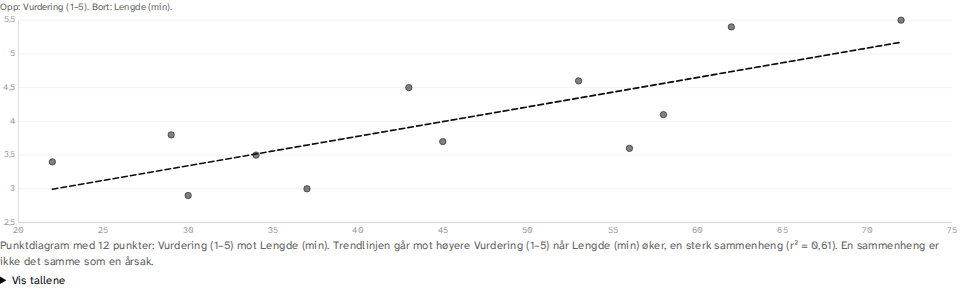 Opp: Vurdering (1–5). Bort: Lengde (min).
5,5
5
4,5
4
3,5
3
2,5
20 25 30 35 40 45 50 55 60 65 70 75
Punktdiagram med 12 punkter: Vurdering (1–5) mot Lengde (min). Trendlinjen går mot høyere Vurdering (1–5) når Lengde (min) øker, en sterk sammenheng (r² = 0,61). En sammenheng er
ikke det samme som en årsak.
▶ Vis tallene